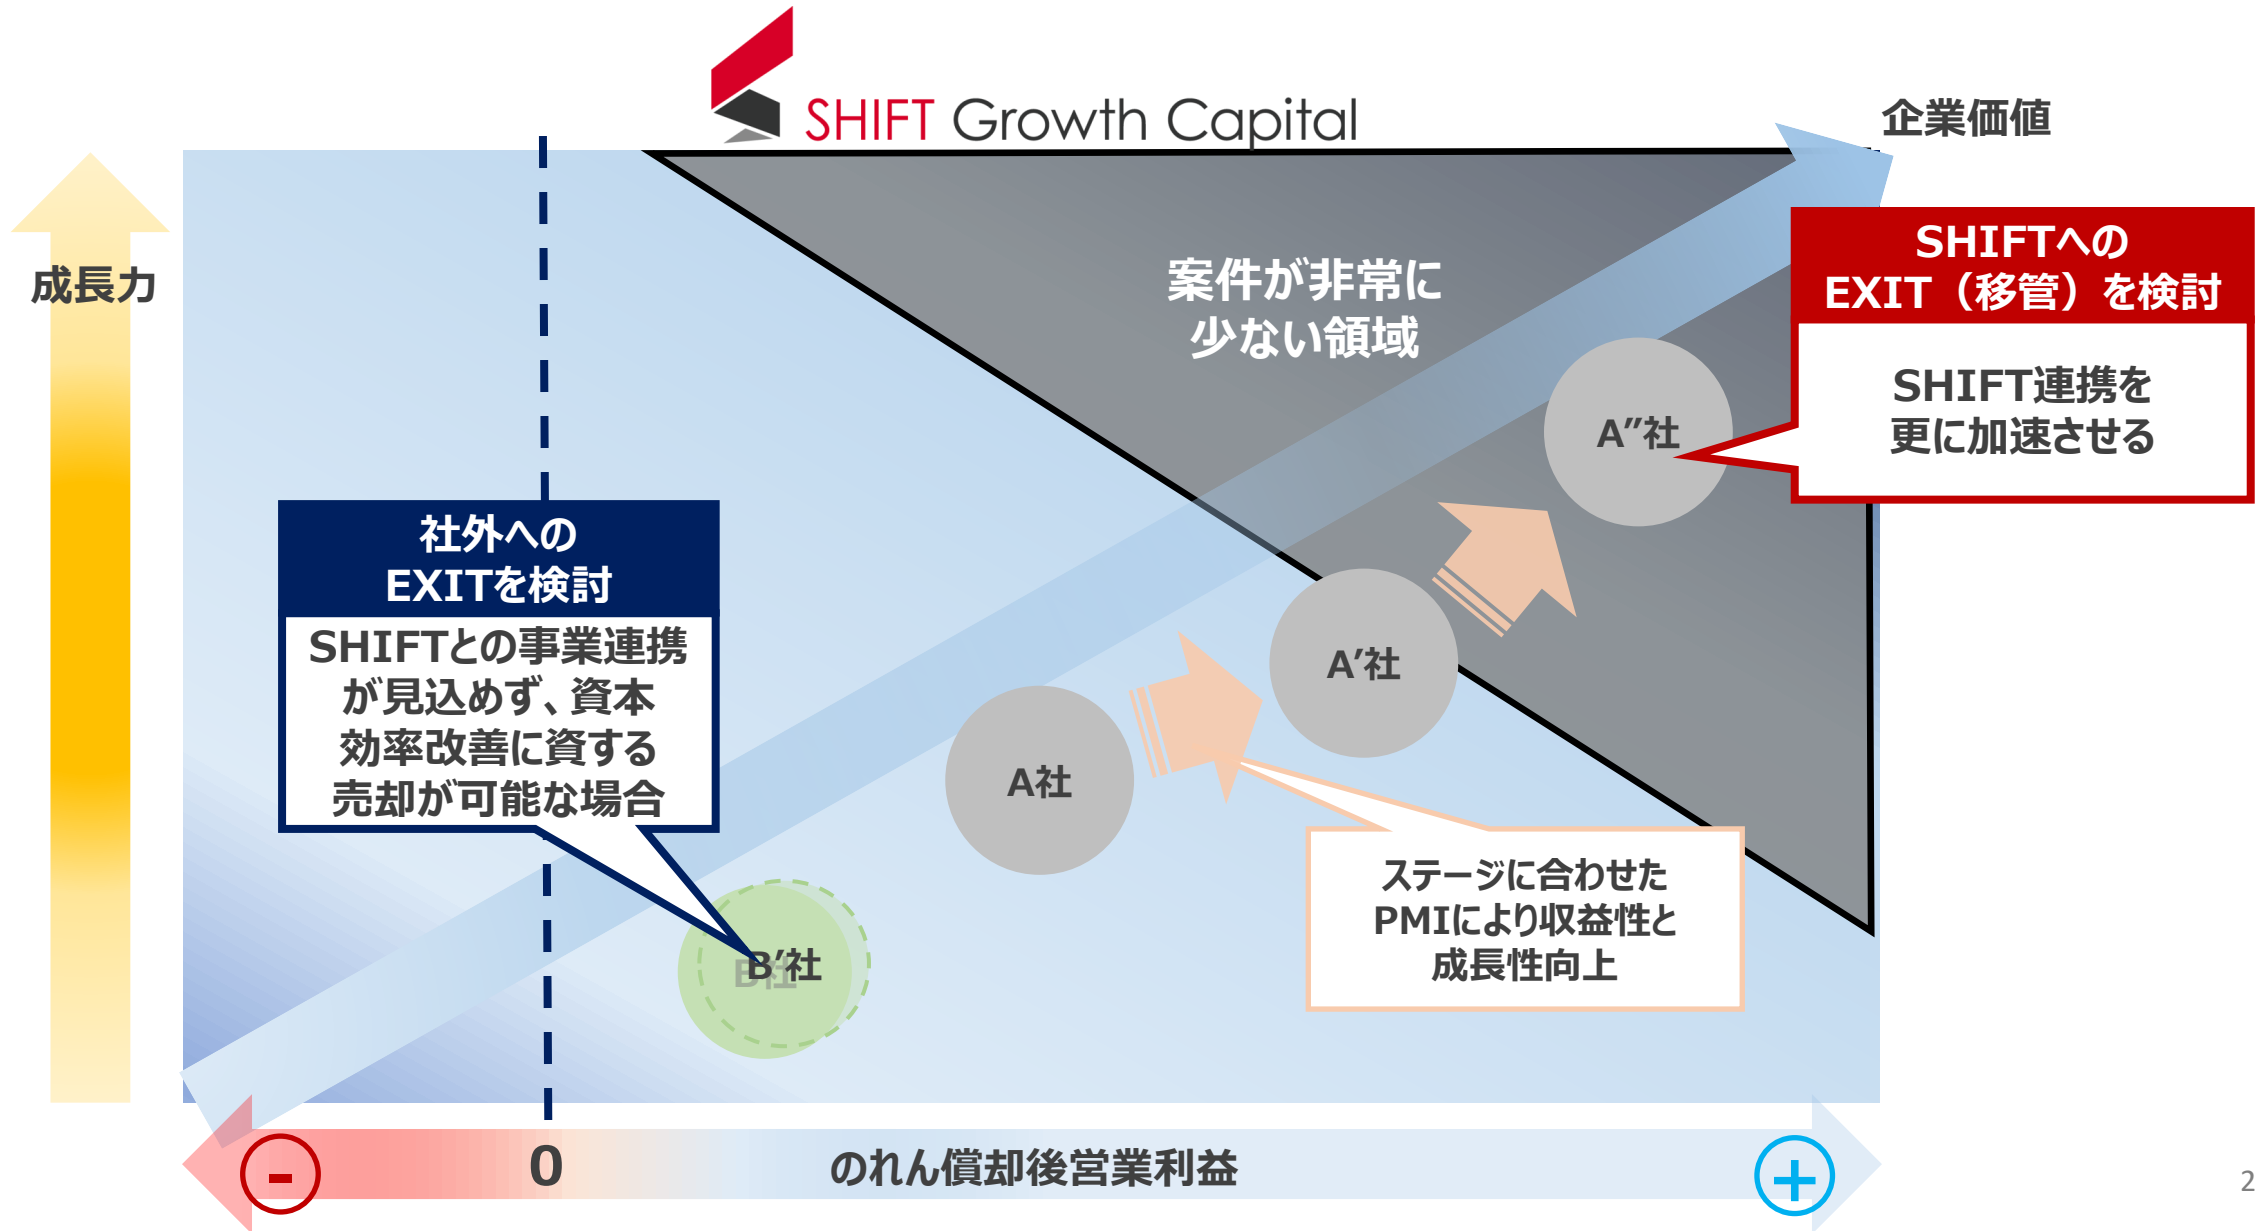 SHIFT Growth Capital
企業価値
成長力
案件が非常に
少ない領域
SHIFTへの
EXIT（移管）を検討
SHIFT連携を
更に加速させる
A″社
社外への
EXITを検討
SHIFTとの事業連携
が見込めず、資本
効率改善に資する
売却が可能な場合
A′社
A社
ステージに合わせた
PMIにより収益性と
成長性向上
B社
B′社
-
0
のれん償却後営業利益
+
2